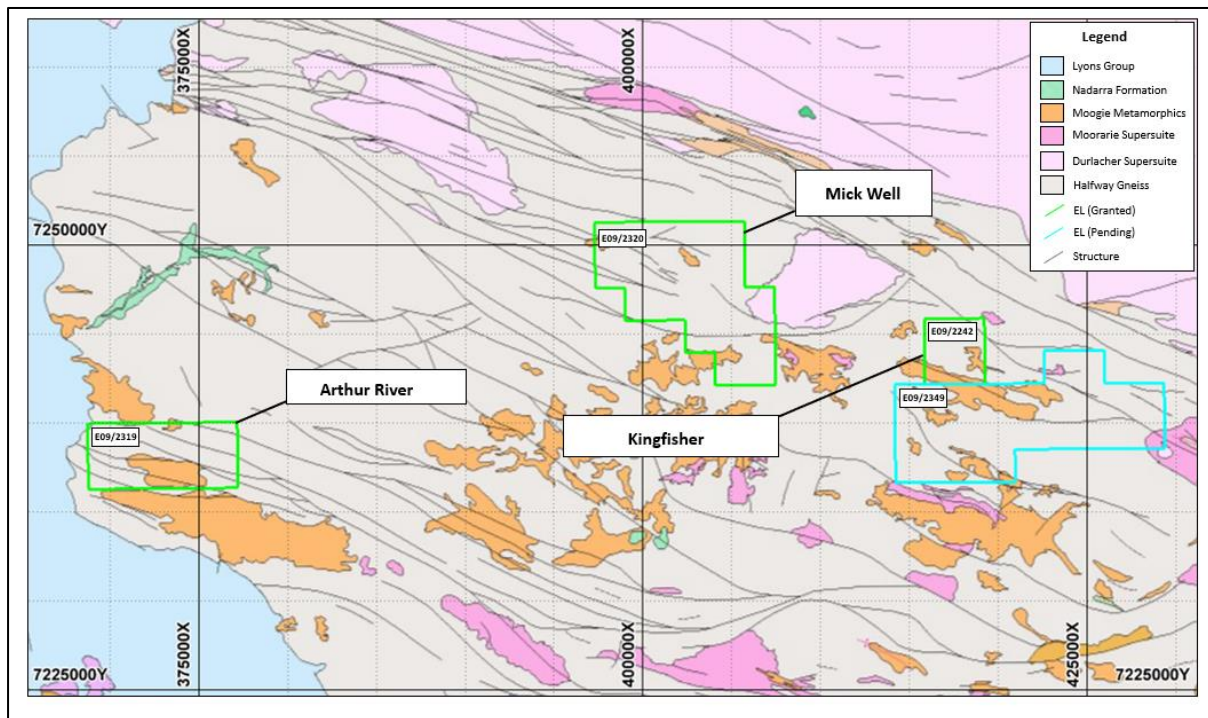 375000X
400000X
Legend
Lyons Group
Nadarra Formation
Moogie Metamorphics
Moorarie Supersuite
Durlacher Supersuite
Halfway Gneiss
EL (Granted)
EL (Pending)
Structure
Mick Well
7250000Y
E09/2320
E09/2242
Arthur River
E09/2349
Kingfisher
E09/2319
7225000Y
375000X
400000X
425000X
7225000Y